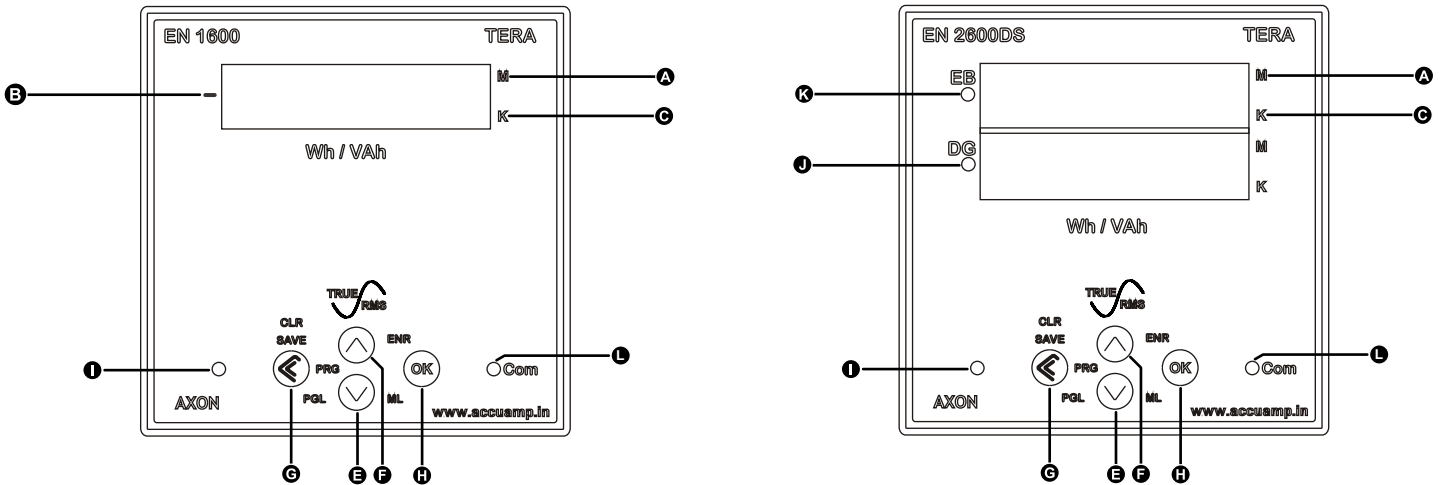 EN 1600 TERA
M A
B
K C
Wh / VAh
TRUE RMS
CLR
SAVE ENR
PRG OK Com L
I
PGL ML
AXON www.accuamp.in
G E F H
EN 2600DS TERA
EB M A
K
K C
DG M
J
K
Wh / VAh
TRUE RMS
CLR
SAVE ENR
PRG OK Com L
I
PGL ML
AXON www.accuamp.in
G E F H